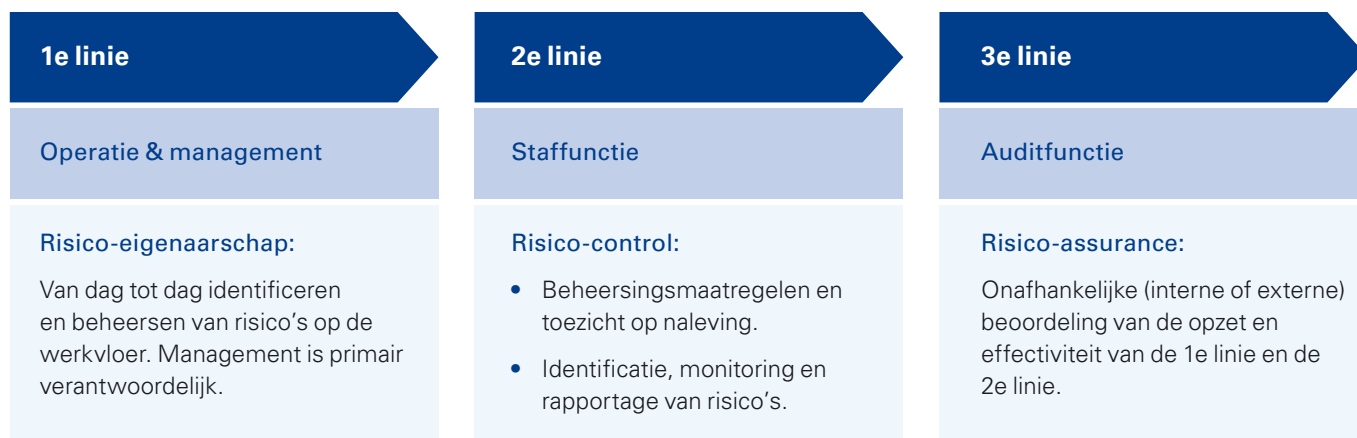 1e linie
Operatie & management
Risico-eigenaarschap:
Van dag tot dag identificeren
en beheersen van risico's op de
werkvloer. Management is primair
verantwoordelijk.
2e linie
Staffunctie
Risico-control:
• Beheersingsmaatregelen en
toezicht op naleving.
• Identificatie, monitoring en
rapportage van risico's.
3e linie
Auditfunctie
Risico-assurance:
Onafhankelijke (interne of externe)
beoordeling van de opzet en
effectiviteit van de 1e linie en de
2e linie.